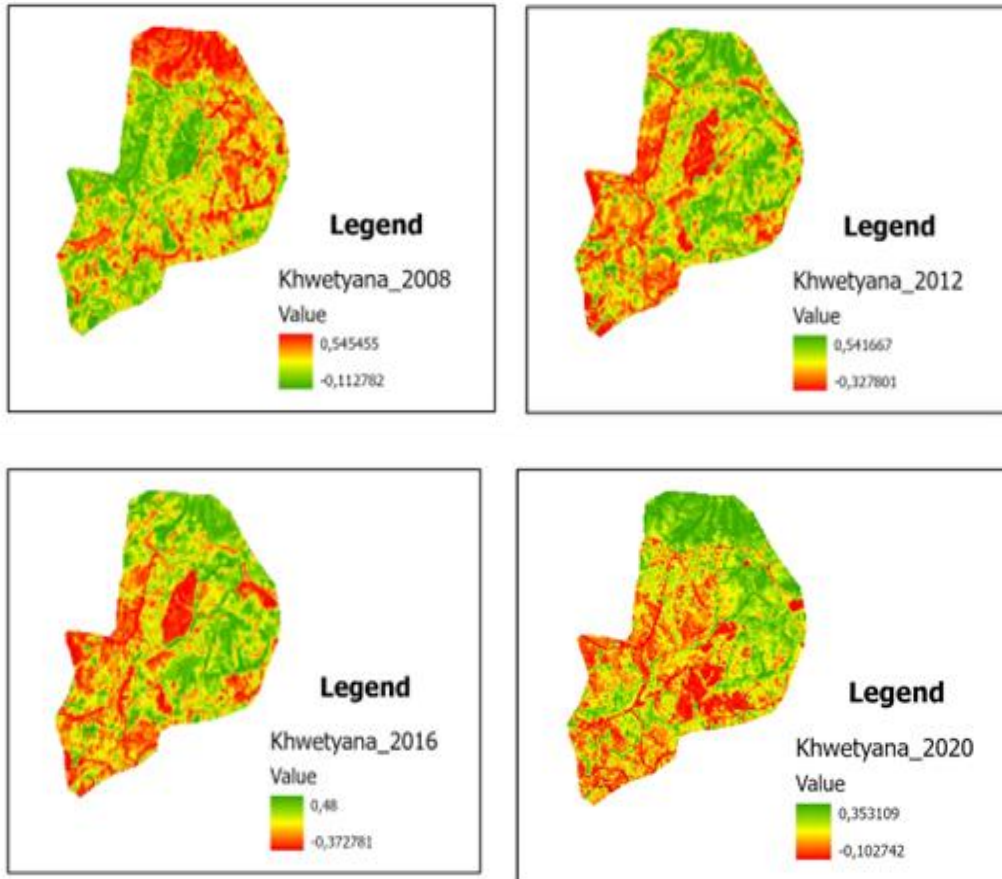 Legend
Khwetyana_2008
Value
0,545455
-0,112782
Legend
Khwetyana_2012
Value
0,541667
-0,327801
Legend
Khwetyana_2016
Value
0,48
-0,372781
Legend
Khwetyana_2020
Value
0,353109
-0,102742